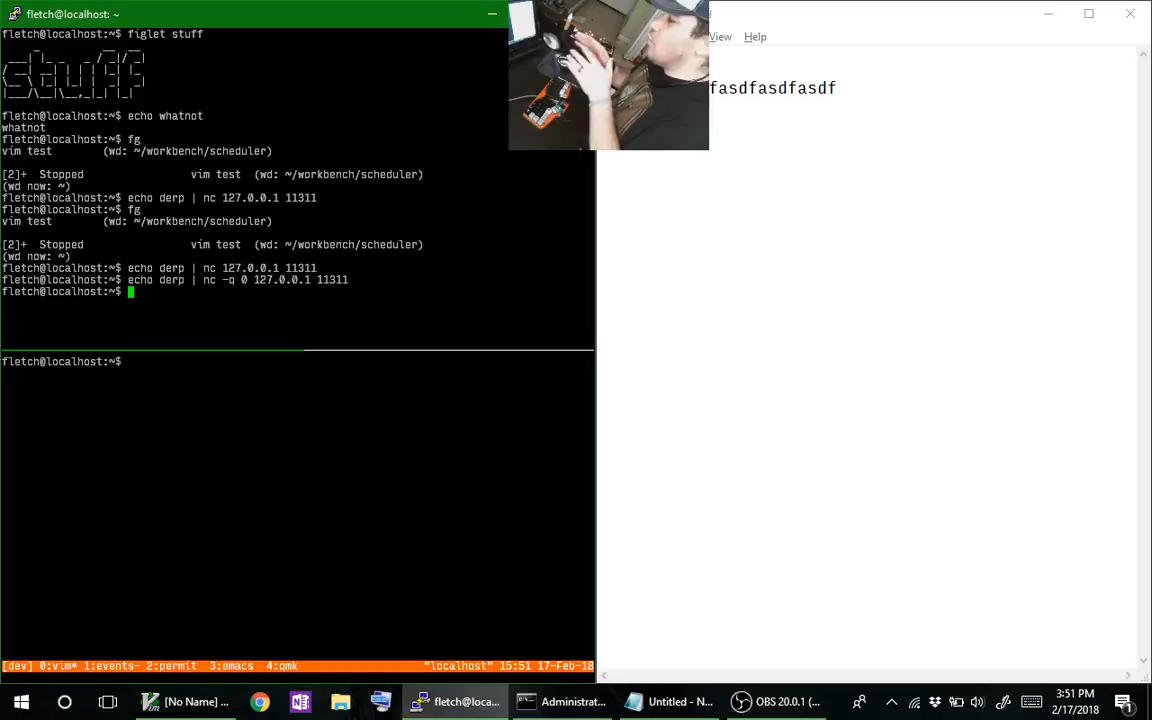 fletch@localhost: ~
fletch@localhost:~$ figlet stuff
stuff
fletch@localhost:~$ echo whatnot
whatnot
fletch@localhost:~$ fg
vim test     (wd: ~/workbench/scheduler)
[2]+  Stopped                 vim test  (wd: ~/workbench/scheduler)
(wd now: ~)
fletch@localhost:~$ echo derp | nc 127.0.0.1 11311
fletch@localhost:~$ fg
vim test     (wd: ~/workbench/scheduler)
[2]+  Stopped                 vim test  (wd: ~/workbench/scheduler)
(wd now: ~)
fletch@localhost:~$ echo derp | nc 127.0.0.1 11311
fletch@localhost:~$ echo derp | nc -q 0 127.0.0.1 11311
fletch@localhost:~$
fletch@localhost:~$
[dev] 0:vim* 1:events- 2:permit  3:emacs  4:qmk "localhost" 15:51 17-Feb-18
View Help
fasdfasdfasdf
[No Name] ... fletch@loca... Administrat... Untitled - N... OBS 20.0.1 (... 3:51 PM
2/17/2018
1